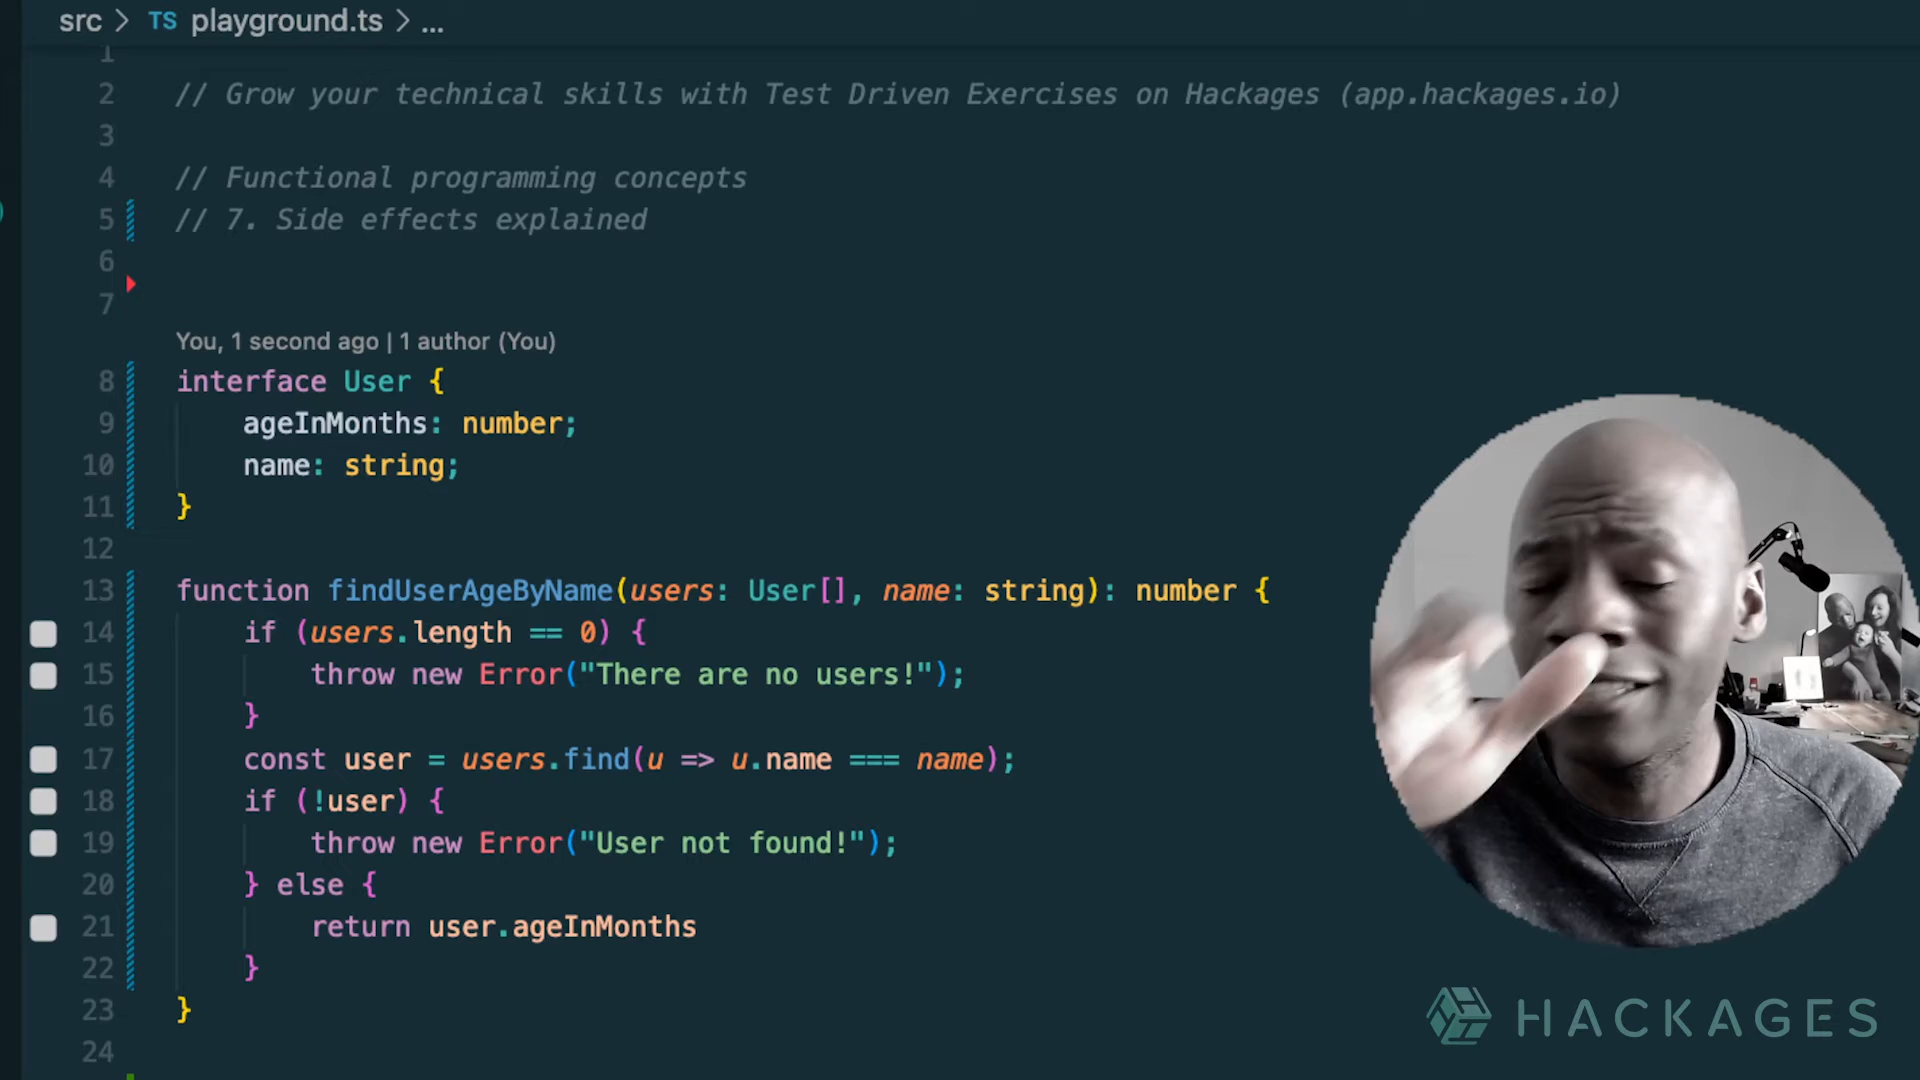 src > TS playground.ts > ...
1
2 // Grow your technical skills with Test Driven Exercises on Hackages (app.hackages.io)
3
4 // Functional programming concepts
5 // 7. Side effects explained
6
7
You, 1 second ago | 1 author (You)
8 interface User {
9     ageInMonths: number;
10     name: string;
11 }
12
13 function findUserAgeByName(users: User[], name: string): number {
14     if (users.length == 0) {
15         throw new Error("There are no users!");
16     }
17     const user = users.find(u => u.name === name);
18     if (!user) {
19         throw new Error("User not found!");
20     } else {
21         return user.ageInMonths
22     }
23 }
24
HACKAGES